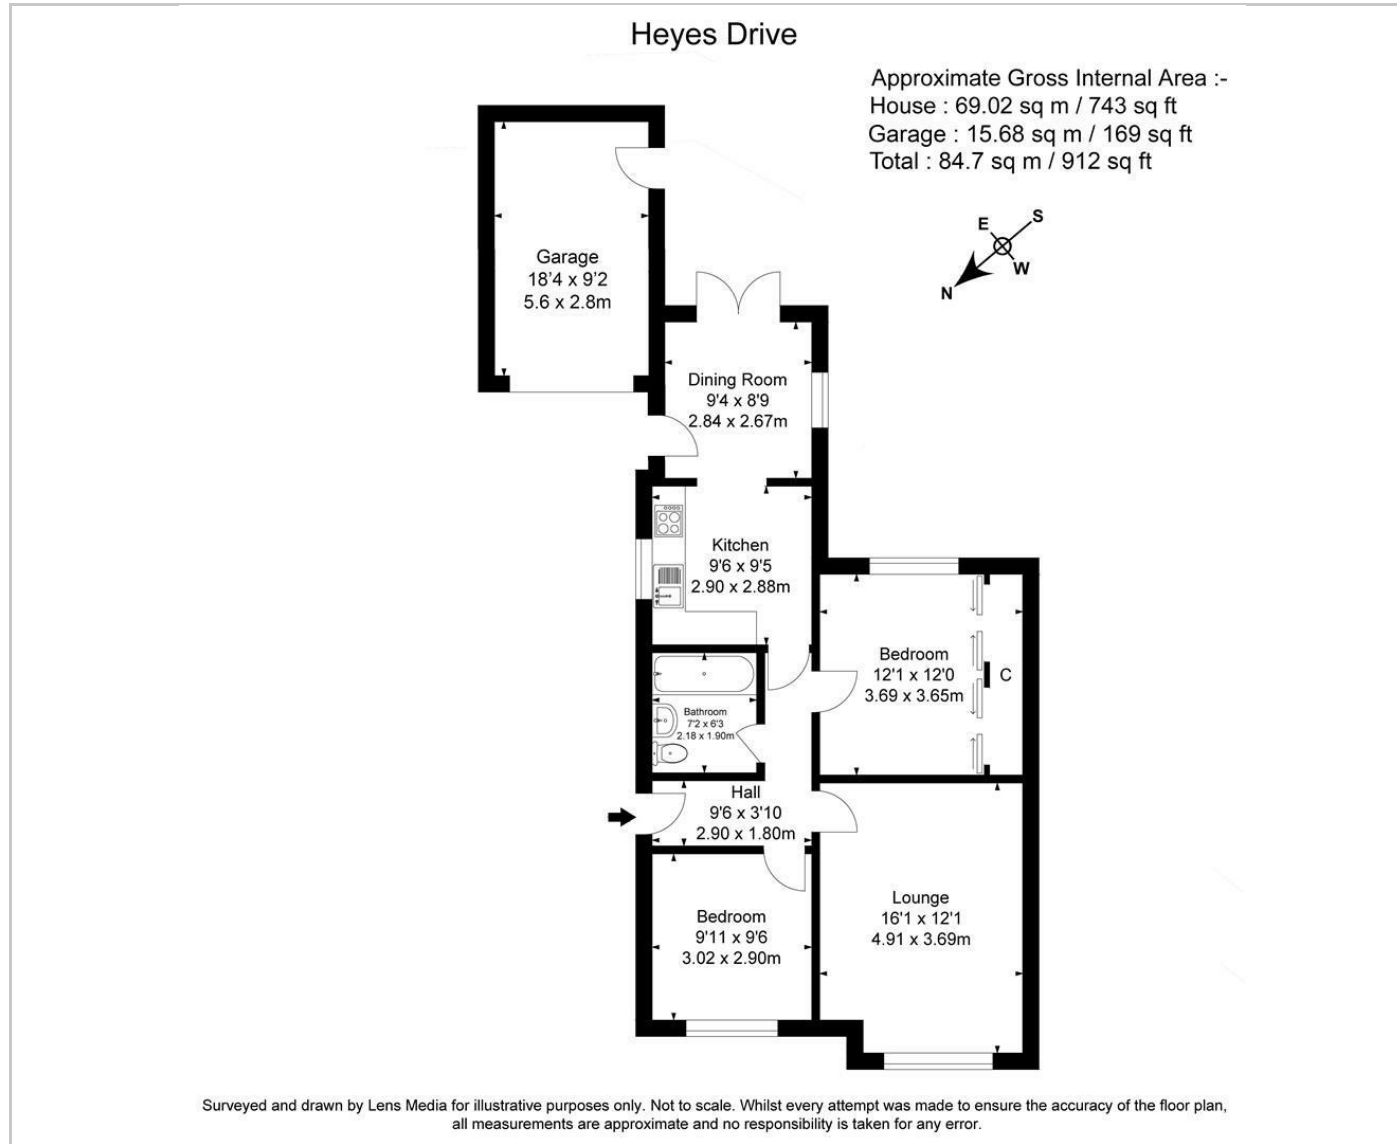 Heyes Drive
Approximate Gross Internal Area :-
House : 69.02 sq m / 743 sq ft
Garage : 15.68 sq m / 169 sq ft
Total : 84.7 sq m / 912 sq ft
E
S
W
N
Garage
18'4 x 9'2
5.6 x 2.8m
Dining Room
9'4 x 8'9
2.84 x 2.67m
Kitchen
9'6 x 9'5
2.90 x 2.88m
Bedroom
12'1 x 12'0
3.69 x 3.65m
C
Bathroom
7'2 x 6'3
2.18 x 1.90m
Hall
9'6 x 3'10
2.90 x 1.80m
Lounge
16'1 x 12'1
4.91 x 3.69m
Bedroom
9'11 x 9'6
3.02 x 2.90m
Surveyed and drawn by Lens Media for illustrative purposes only. Not to scale. Whilst every attempt was made to ensure the accuracy of the floor plan,
all measurements are approximate and no responsibility is taken for any error.